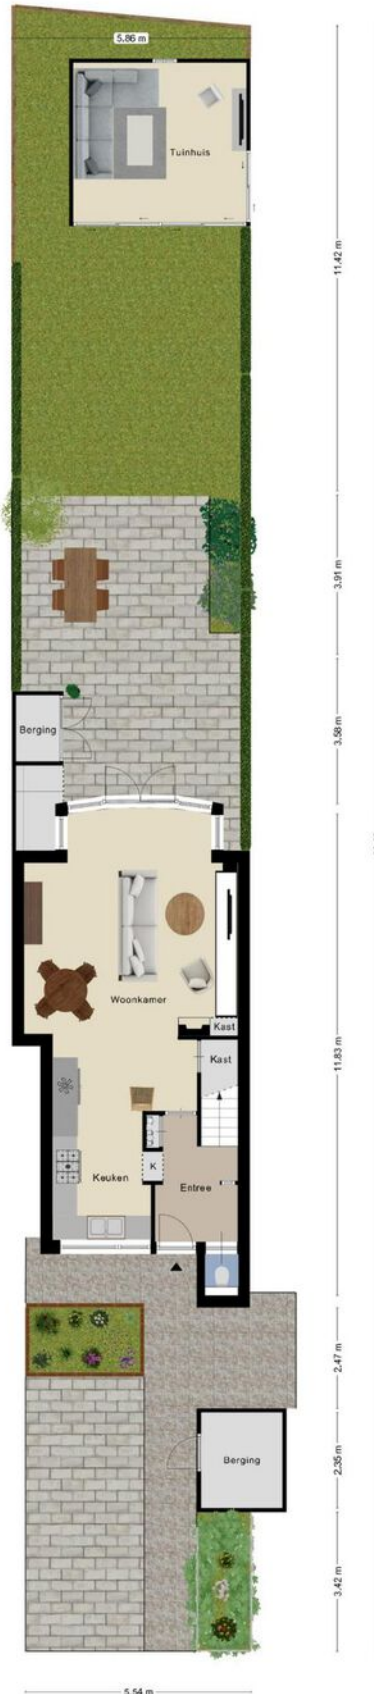 5.86 m
Tuinhuis
11.42 m
3.91 m
3.58 m
Berging
Woonkamer
Kast
Kast
11.83 m
K
Keuken
Entree
2.47 m
Berging
2.35 m
3.42 m
5.54 m